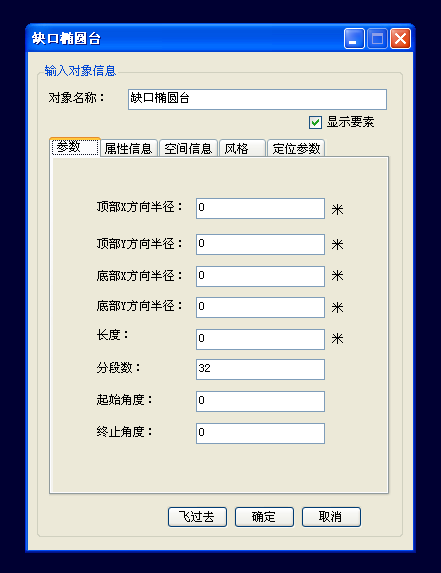 缺口椭圆台
输入对象信息
对象名称： 缺口椭圆台
显示要素
参数 属性信息 空间信息 风格 定位参数
顶部X方向半径： 0 米
顶部Y方向半径： 0 米
底部X方向半径： 0 米
底部Y方向半径： 0 米
长度： 0 米
分段数： 32
起始角度： 0
终止角度： 0
飞过去 确定 取消